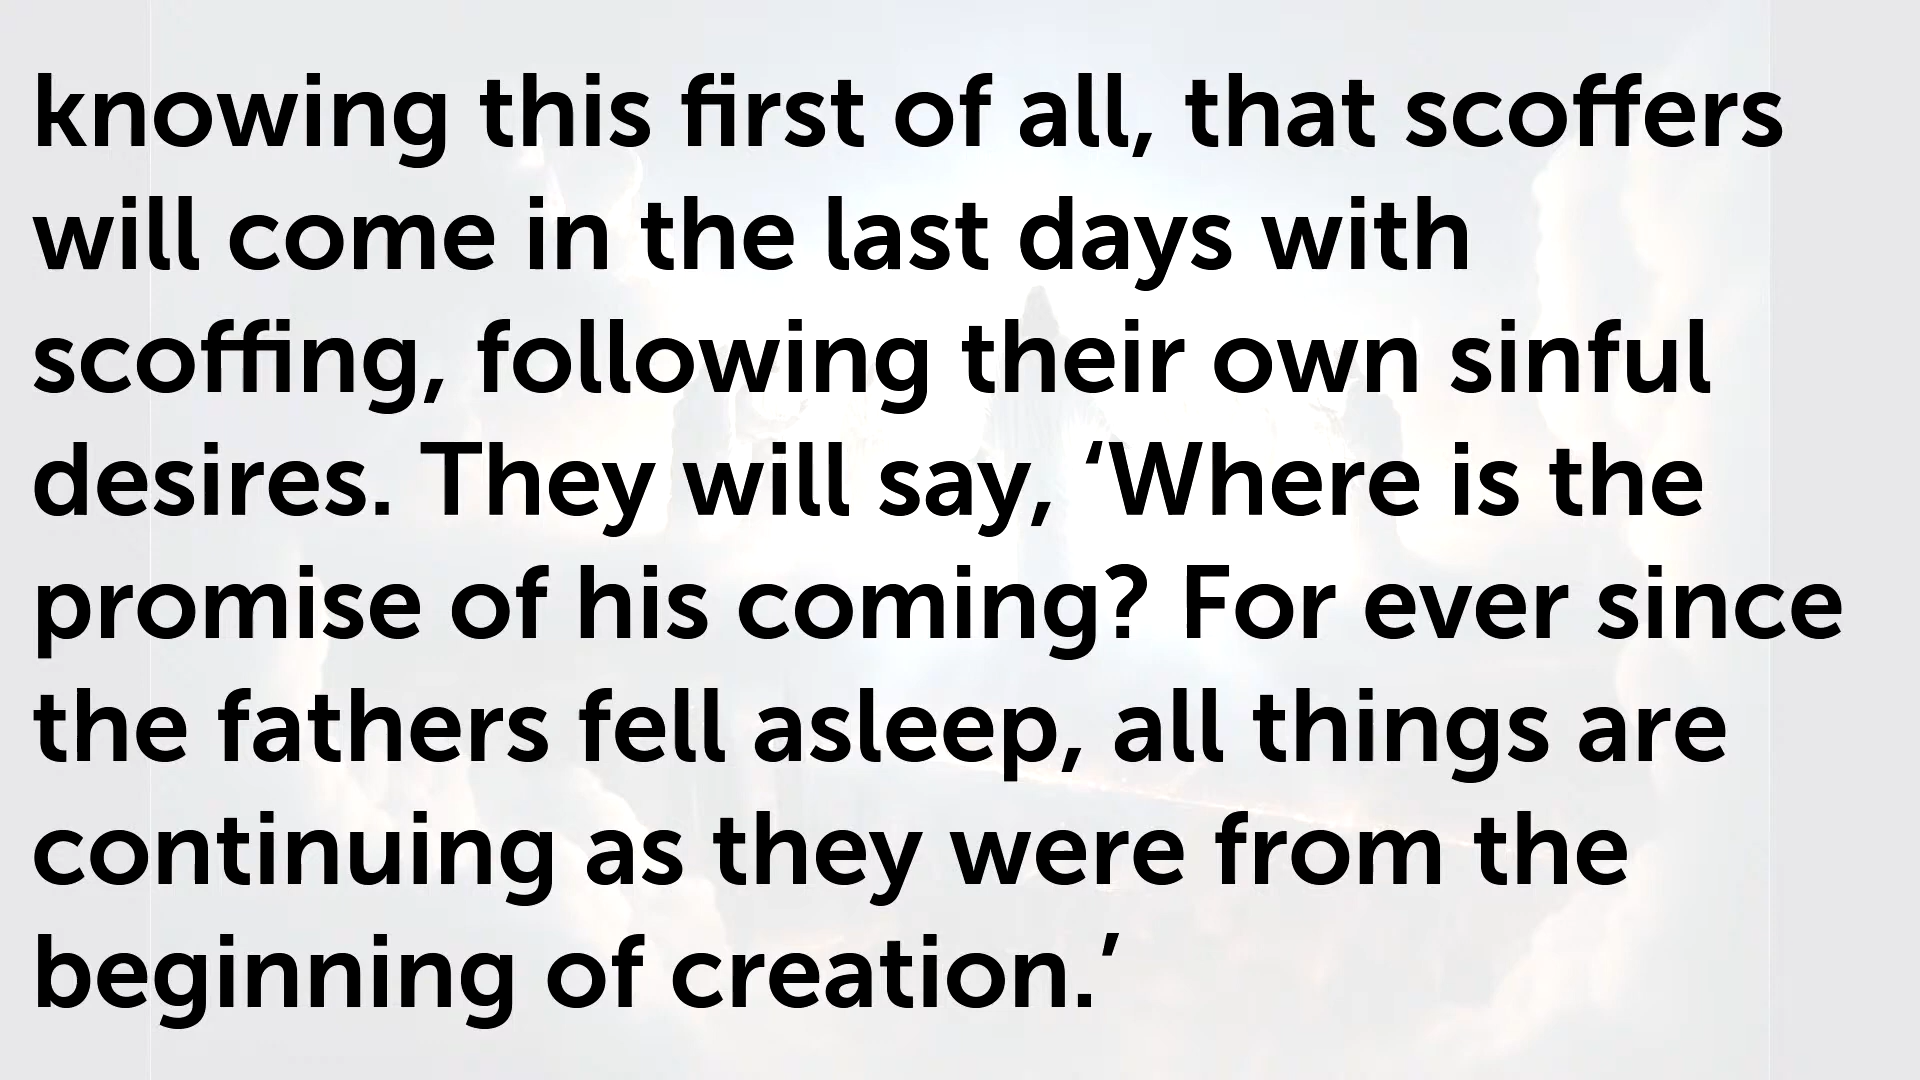 knowing this first of all, that scoffers
will come in the last days with
scoffing, following their own sinful
desires. They will say, ‘Where is the
promise of his coming? For ever since
the fathers fell asleep, all things are
continuing as they were from the
beginning of creation.’